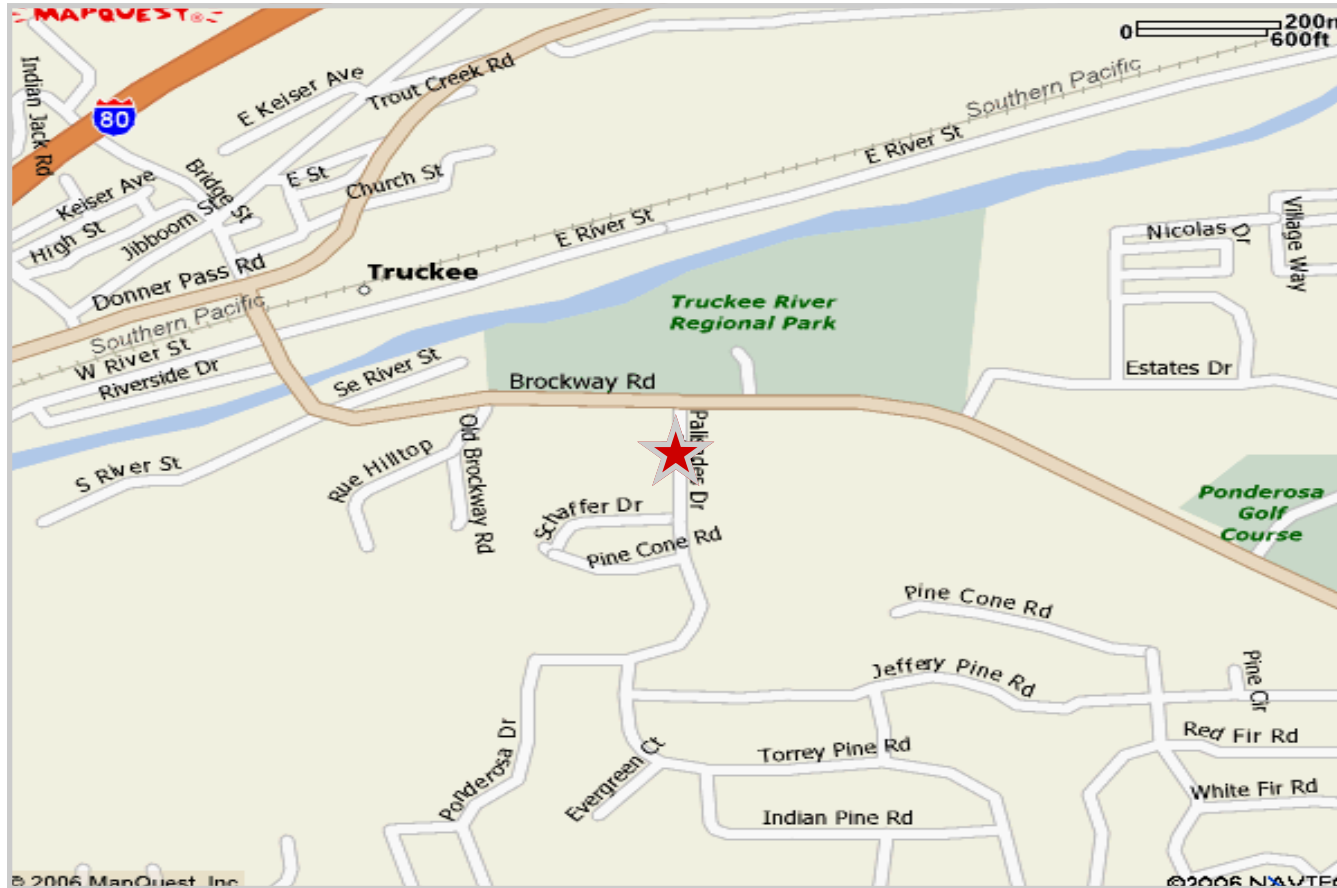 MAPQUEST
0 200m
600ft
Indian Jack Rd
80
E Keiser Ave
Trout Creek Rd
Southern Pacific
E River St
Keiser Ave
Bridge St
E St
Church St
High St
Jibboom St
E River St
Village Way
Nicolas Dr
Donner Pass Rd
Truckee
Southern Pacific
Truckee River
Regional Park
W River St
Riverside Dr
Se River St
Brockway Rd
Estates Dr
S River St
Rue Hilltop
Old Brockway Rd
Palisades Dr
Schaffer Dr
Pine Cone Rd
Ponderosa
Golf
Course
Pine Cone Rd
Jeffery Pine Rd
Pine Cir
Ponderosa Dr
Evergreen Ct
Torrey Pine Rd
Red Fir Rd
White Fir Rd
Indian Pine Rd
© 2006 MapQuest, Inc
©2006 NAVTEQ